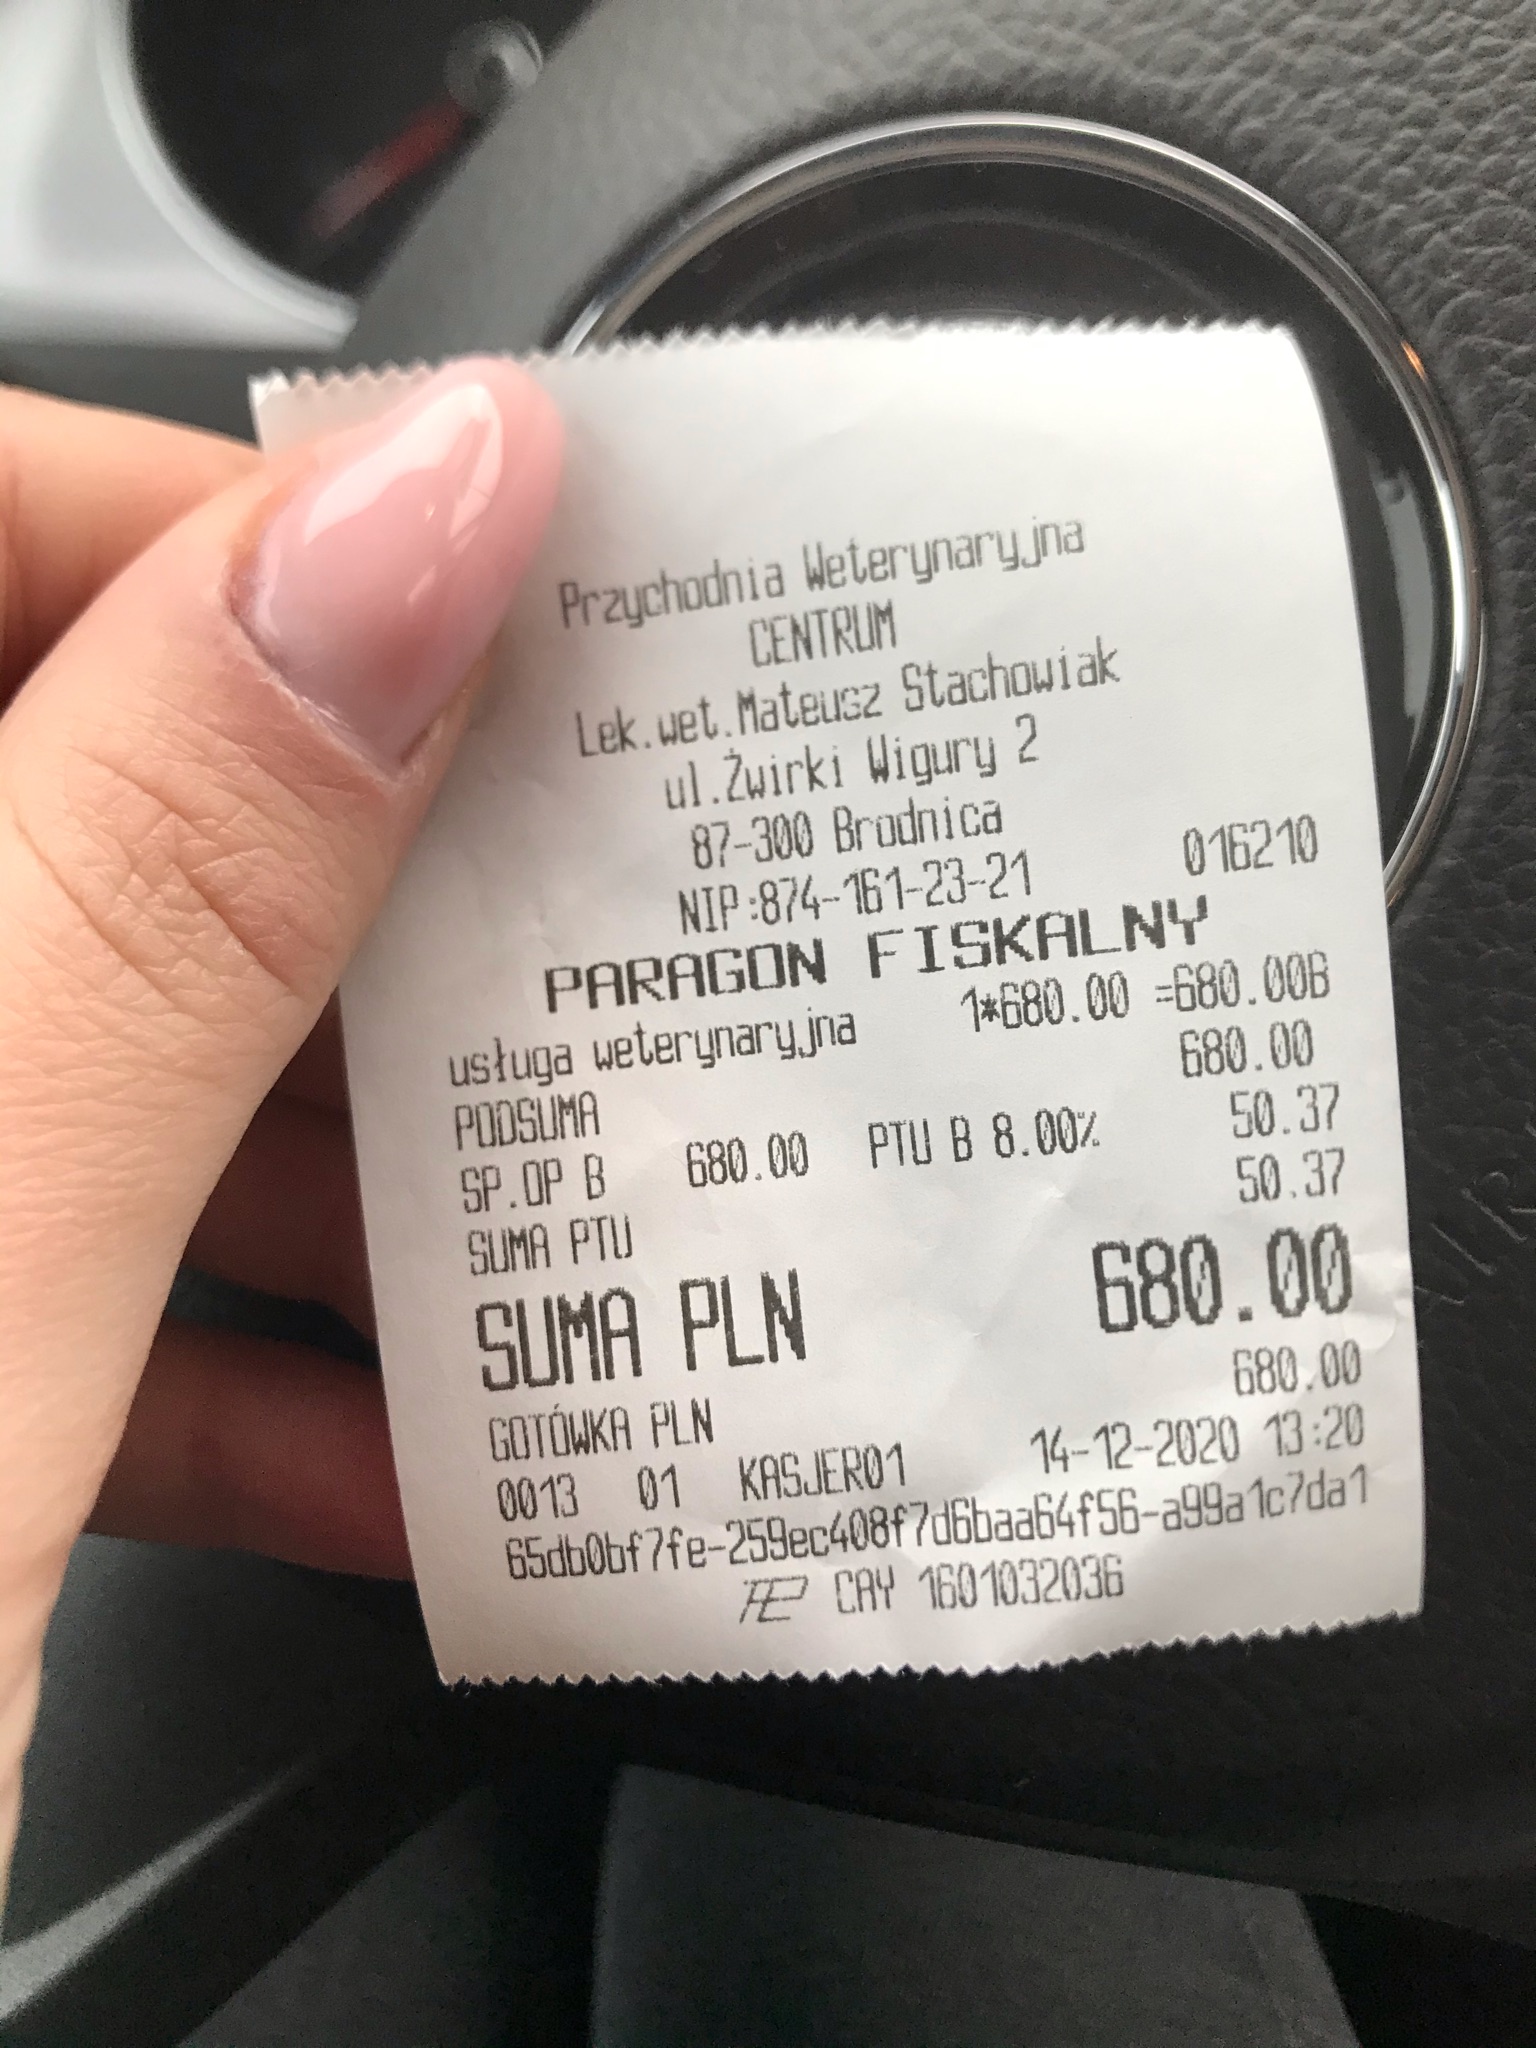 Przychodnia Weterynaryjna
CENTRUM
Lek.wet.Mateusz Stachowiak
ul.Żwirki Wigury 2
87-300 Brodnica
NIP:874-161-23-21 016210
PARAGON FISKALNY
usługa weterynaryjna 1*680.00 =680.00B
PODSUMA 680.00
SP.OP B 680.00 PTU B 8.00% 50.37
SUMA PTU 50.37
SUMA PLN 680.00
GOTÓWKA PLN 680.00
0013 01 KASJER01 14-12-2020 13:20
65db0bf7fe-259ec408f7d6baa64f56-a99a1c7da1
CAY 1601032036